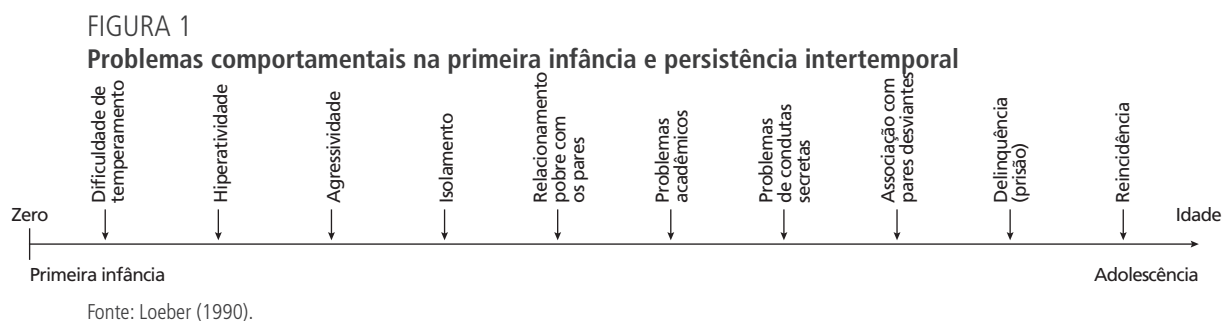 FIGURA 1
Problemas comportamentais na primeira infância e persistência intertemporal
Dificuldade de
temperamento
Hiperatividade
Agressividade
Isolamento
Relacionamento
pobre com
os pares
Problemas
acadêmicos
Problemas
de condutas
secretas
Associação com
pares desviantes
Delinquência
(prisão)
Reincidência
Zero
Idade
Primeira infância
Adolescência
Fonte: Loeber (1990).